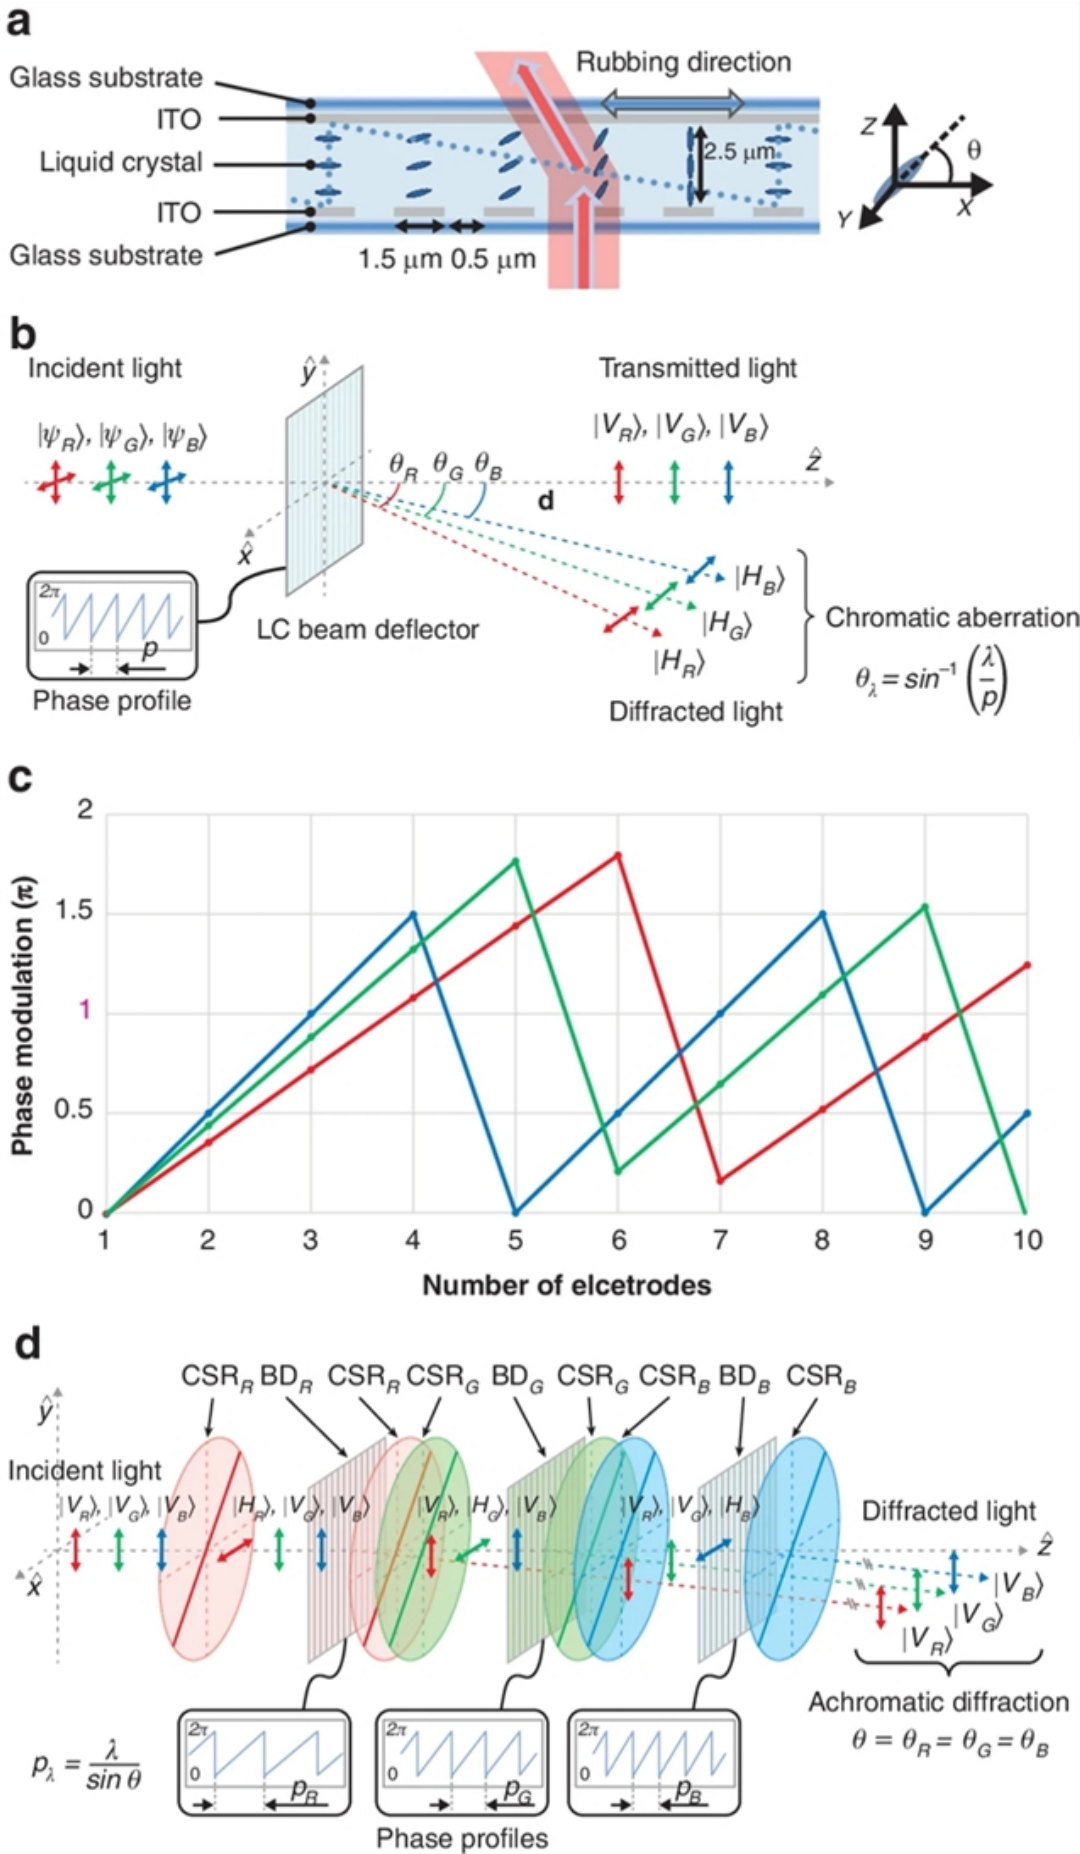 a
Glass substrate
ITO
Liquid crystal
ITO
Glass substrate
Rubbing direction
2.5 μm
1.5 μm 0.5 μm
Z
θ
X
Y
b
Incident light
|ψR⟩, |ψG⟩, |ψB⟩
ŷ
x̂
LC beam deflector
2π
0
p
Phase profile
θR θG θB
d
Transmitted light
|VR⟩, |VG⟩, |VB⟩
ẑ
|HB⟩
|HG⟩
|HR⟩
Diffracted light
Chromatic aberration
θλ = sin⁻¹ (λ/p)
c
Phase modulation (π)
2
1.5
1
0.5
0
1 2 3 4 5 6 7 8 9 10
Number of elcetrodes
d
CSRR BDR CSRR CSRG BDG CSRG CSRB BDB CSRB
ŷ
Incident light
|VR⟩, |VG⟩, |VB⟩
|HR⟩, |VG⟩, |VB⟩
|VR⟩, |HG⟩, |VB⟩
|VR⟩, |VG⟩, |HB⟩
Diffracted light
ẑ
x̂
|VB⟩
|VG⟩
|VR⟩
Achromatic diffraction
θ = θR = θG = θB
pλ = λ/sin θ
2π
0
pR
2π
0
pG
2π
0
pB
Phase profiles